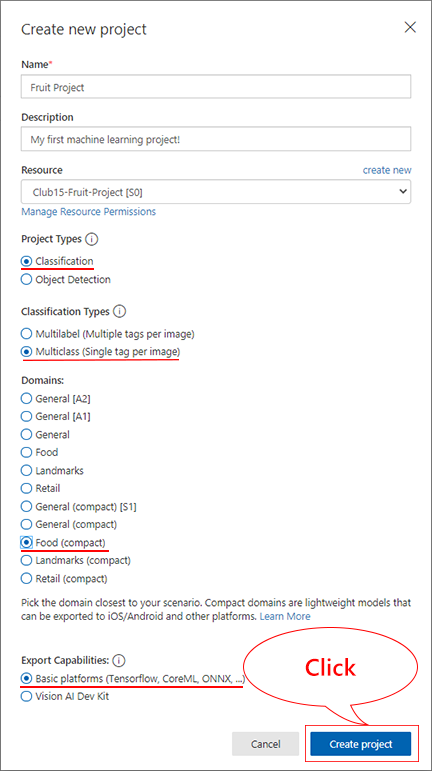 Create new project
Name*
Fruit Project
Description
My first machine learning project!
Resource
create new
Club15-Fruit-Project [S0]
Manage Resource Permissions
Project Types
Classification
Object Detection
Classification Types
Multilabel (Multiple tags per image)
Multiclass (Single tag per image)
Domains:
General [A2]
General [A1]
General
Food
Landmarks
Retail
General (compact) [S1]
General (compact)
Food (compact)
Landmarks (compact)
Retail (compact)
Pick the domain closest to your scenario. Compact domains are lightweight models that
can be exported to iOS/Android and other platforms. Learn More
Export Capabilities:
Basic platforms (Tensorflow, CoreML, ONNX, ...)
Vision AI Dev Kit
Click
Cancel
Create project